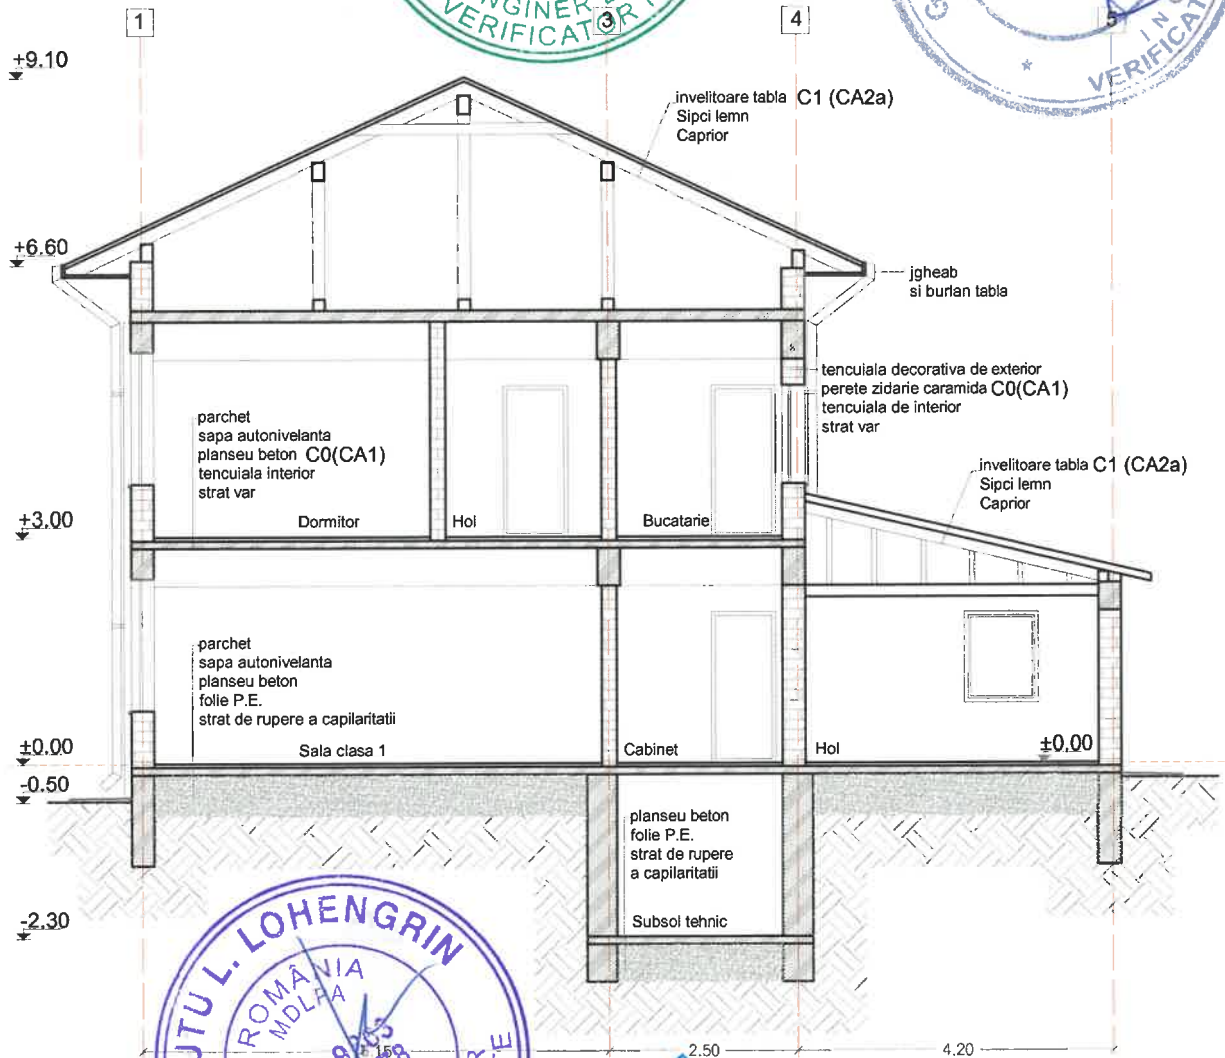 1
3
4
5
INGINER
VERIFICATOR
VERIFICAT
+9.10
invelitoare tabla C1 (CA2a)
Sipci lemn
Caprior
+6.60
jgheab
si burlan tabla
tencuiala decorativa de exterior
perete zidarie caramida C0(CA1)
tencuiala de interior
strat var
parchet
sapa autonivelanta
planseu beton C0(CA1)
tencuiala interior
strat var
invelitoare tabla C1 (CA2a)
Sipci lemn
Caprior
+3.00
Dormitor
Hol
Bucatarie
parchet
sapa autonivelanta
planseu beton
folie P.E.
strat de rupere a capilaritatii
±0.00
Sala clasa 1
Cabinet
Hol
±0,00
-0.50
planseu beton
folie P.E.
strat de rupere
a capilaritatii
-2.30
Subsol tehnic
UTU L. LOHENGRIN
ROMÂNIA
MDLPA
2.50
4.20